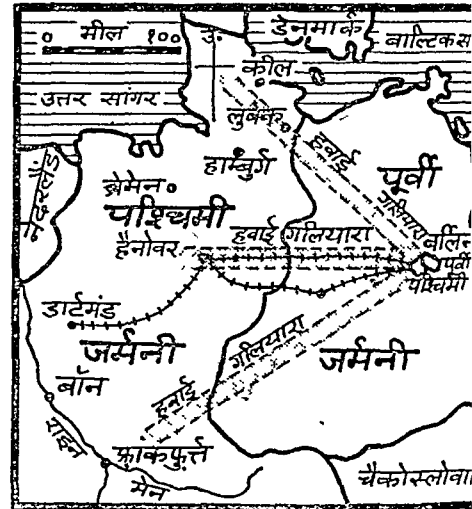 ० मील १००
उ.
डेनमार्क
बाल्टिकस
कील
उत्तर सागर
लुबेक
हवाई गलियारा
हाम्बुर्ग
पूर्वी
ब्रेमेन
पश्चिमी
हैनोवर
हवाई गलियारा
बर्लिन
पूर्वी
पश्चिमी
डार्टमंड
जर्मनी
हवाई गलियारा
जर्मनी
बॉन
राइन
फ्रांकफुर्त्त
मेन
चैकोस्लोवा